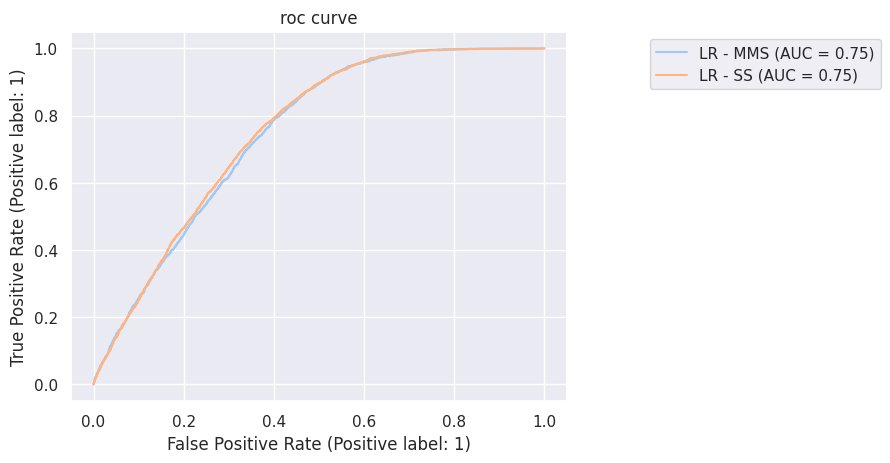 roc curve
LR - MMS (AUC = 0.75)
LR - SS (AUC = 0.75)
True Positive Rate (Positive label: 1)
1.0
0.8
0.6
0.4
0.2
0.0
0.0 0.2 0.4 0.6 0.8 1.0
False Positive Rate (Positive label: 1)